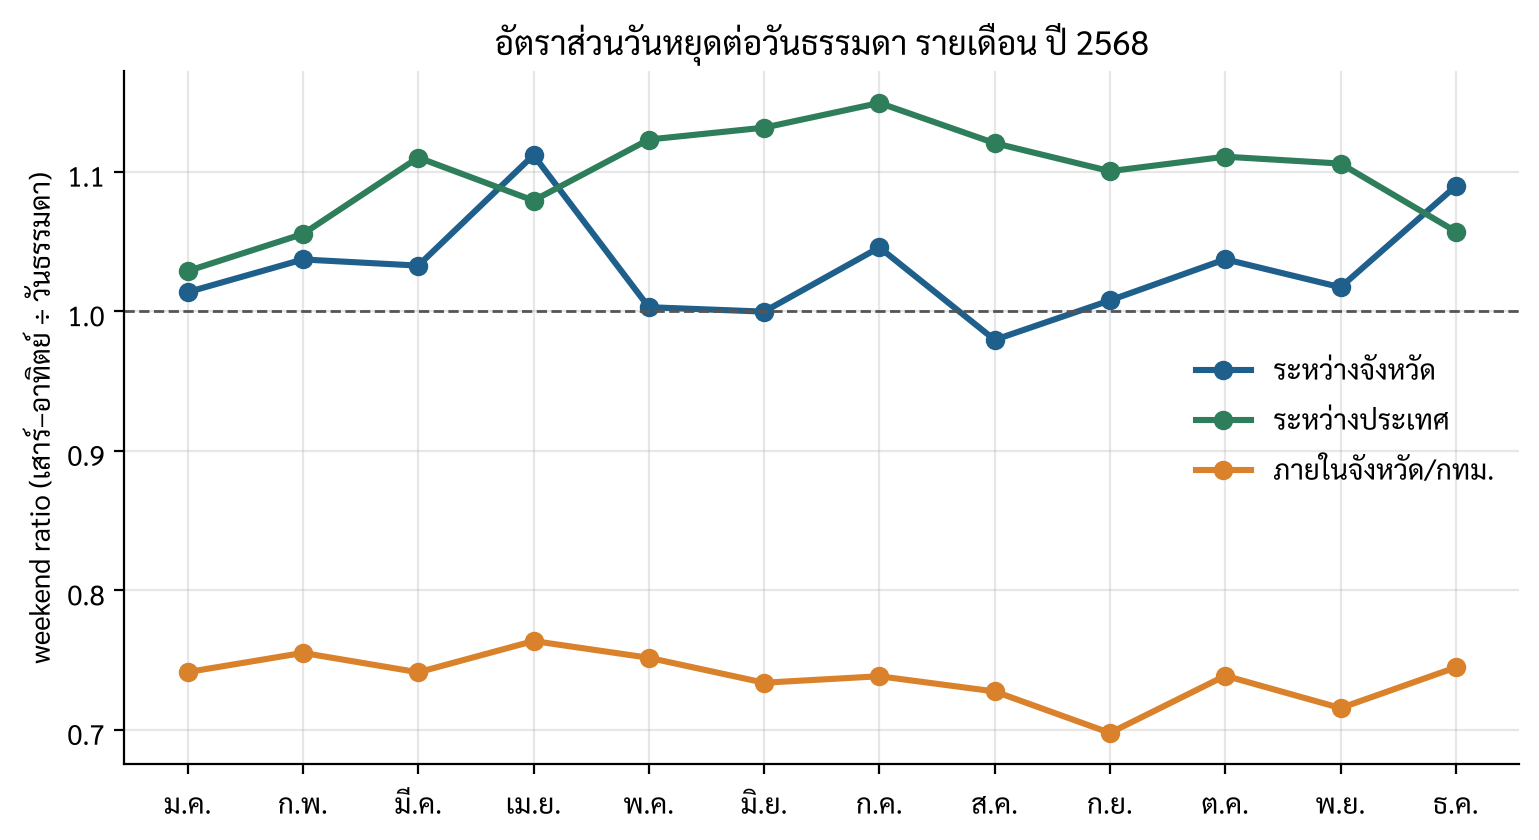 อัตราส่วนวันหยุดต่อวันธรรมดา รายเดือน ปี 2568
weekend ratio (เสาร์–อาทิตย์ ÷ วันธรรมดา)
1.1
1.0
0.9
0.8
0.7
ระหว่างจังหวัด
ระหว่างประเทศ
ภายในจังหวัด/กทม.
ม.ค. ก.พ. มี.ค. เม.ย. พ.ค. มิ.ย. ก.ค. ส.ค. ก.ย. ต.ค. พ.ย. ธ.ค.